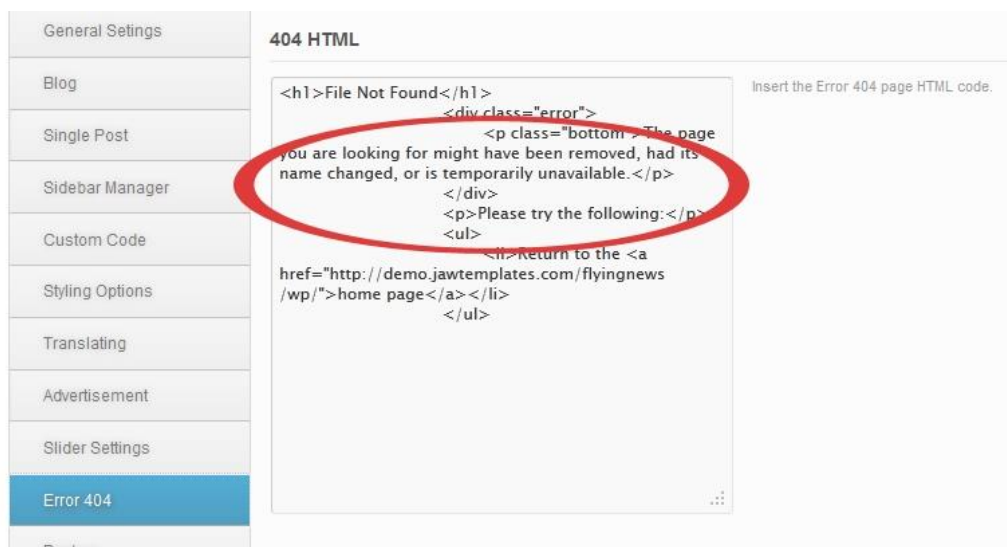 General Setings
Blog
Single Post
Sidebar Manager
Custom Code
Styling Options
Translating
Advertisement
Slider Settings
Error 404
404 HTML
<h1>File Not Found</h1>
<div class="error">
<p class="bottom">The page
you are looking for might have been removed, had its
name changed, or is temporarily unavailable.</p>
</div>
<p>Please try the following:</p>
<ul>
<li>Return to the <a
href="http://demo.jawtemplates.com/flyingnews
/wp/">home page</a></li>
</ul>
Insert the Error 404 page HTML code.